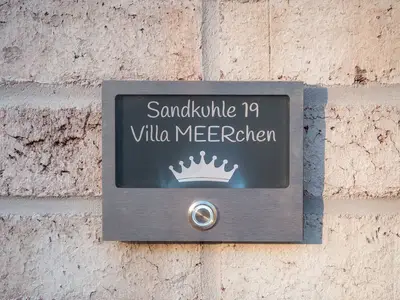 Sandkuhle 19
Villa MEERchen